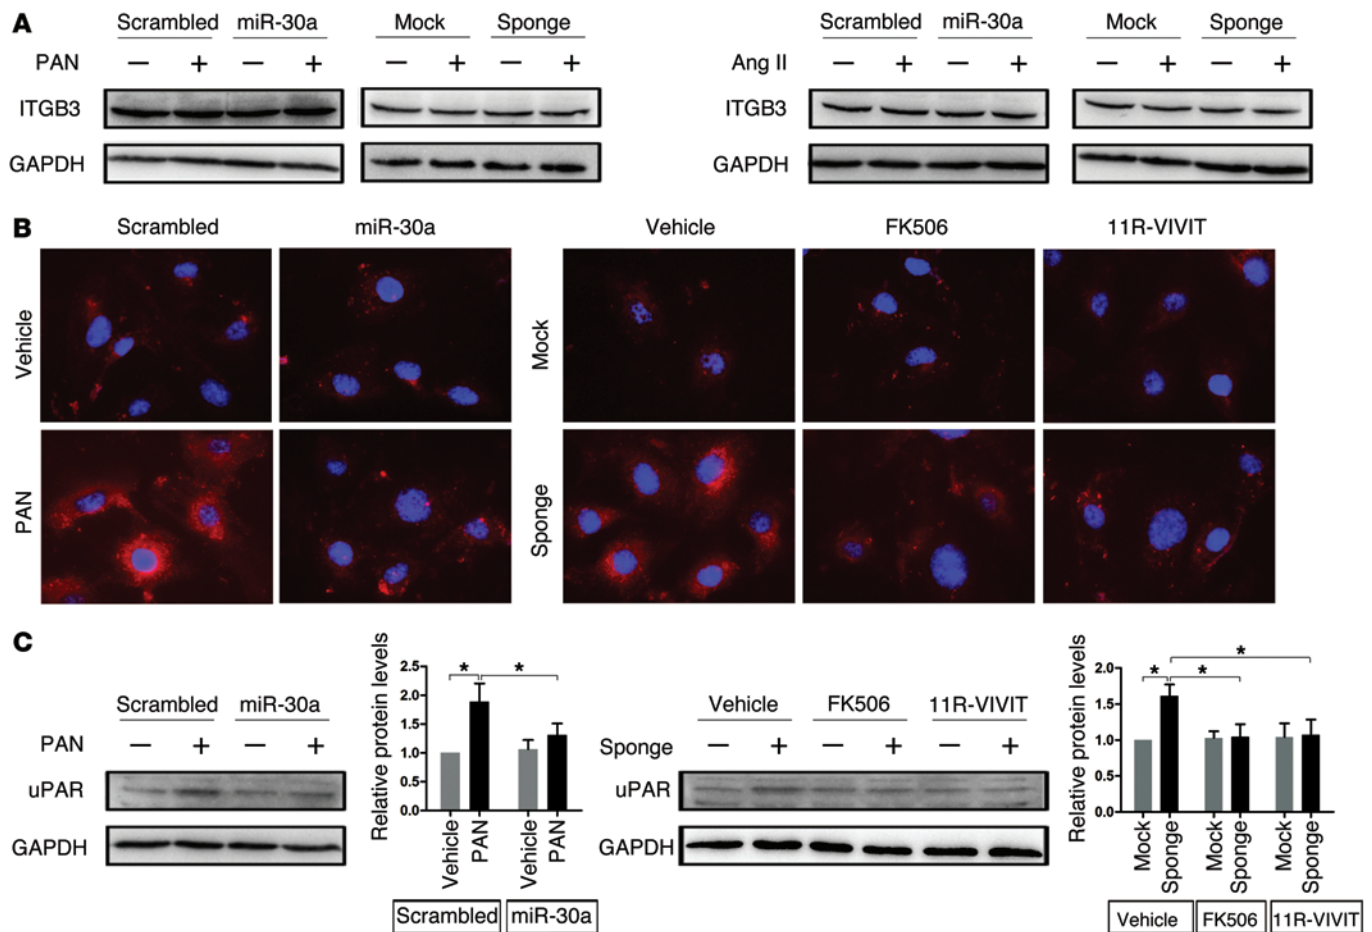 A
Scrambled miR-30a Mock Sponge Scrambled miR-30a Mock Sponge
PAN — + — + — + — + Ang II — + — + — + — +
ITGB3 ITGB3
GAPDH GAPDH
B
Scrambled miR-30a Vehicle FK506 11R-VIVIT
Vehicle Mock
PAN Sponge
C
Scrambled miR-30a
PAN — + — +
uPAR
GAPDH
Relative protein levels
2.5
2.0
1.5
1.0
0.5
0.0
* *
Vehicle PAN Vehicle PAN
Scrambled miR-30a
Vehicle FK506 11R-VIVIT
Sponge — + — + — +
uPAR
GAPDH
Relative protein levels
2.0
1.5
1.0
0.5
0.0
* * *
Mock Sponge Mock Sponge Mock Sponge
Vehicle FK506 11R-VIVIT